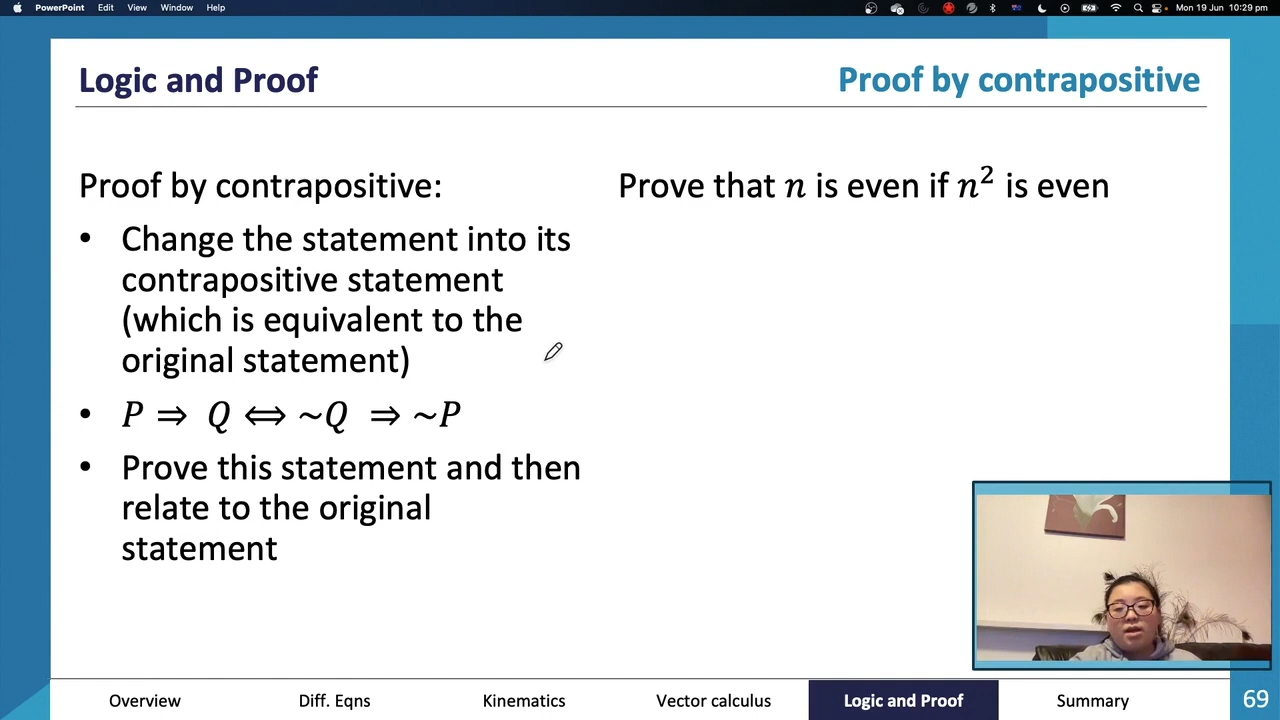 PowerPoint Edit View Window Help
Mon 19 Jun 10:29 pm
Logic and Proof
Proof by contrapositive
Proof by contrapositive:
• Change the statement into its
contrapositive statement
(which is equivalent to the
original statement)
• P ⇒ Q ⇔ ~Q ⇒ ~P
• Prove this statement and then
relate to the original
statement
Prove that n is even if n² is even
Overview Diff. Eqns Kinematics Vector calculus Logic and Proof Summary
69